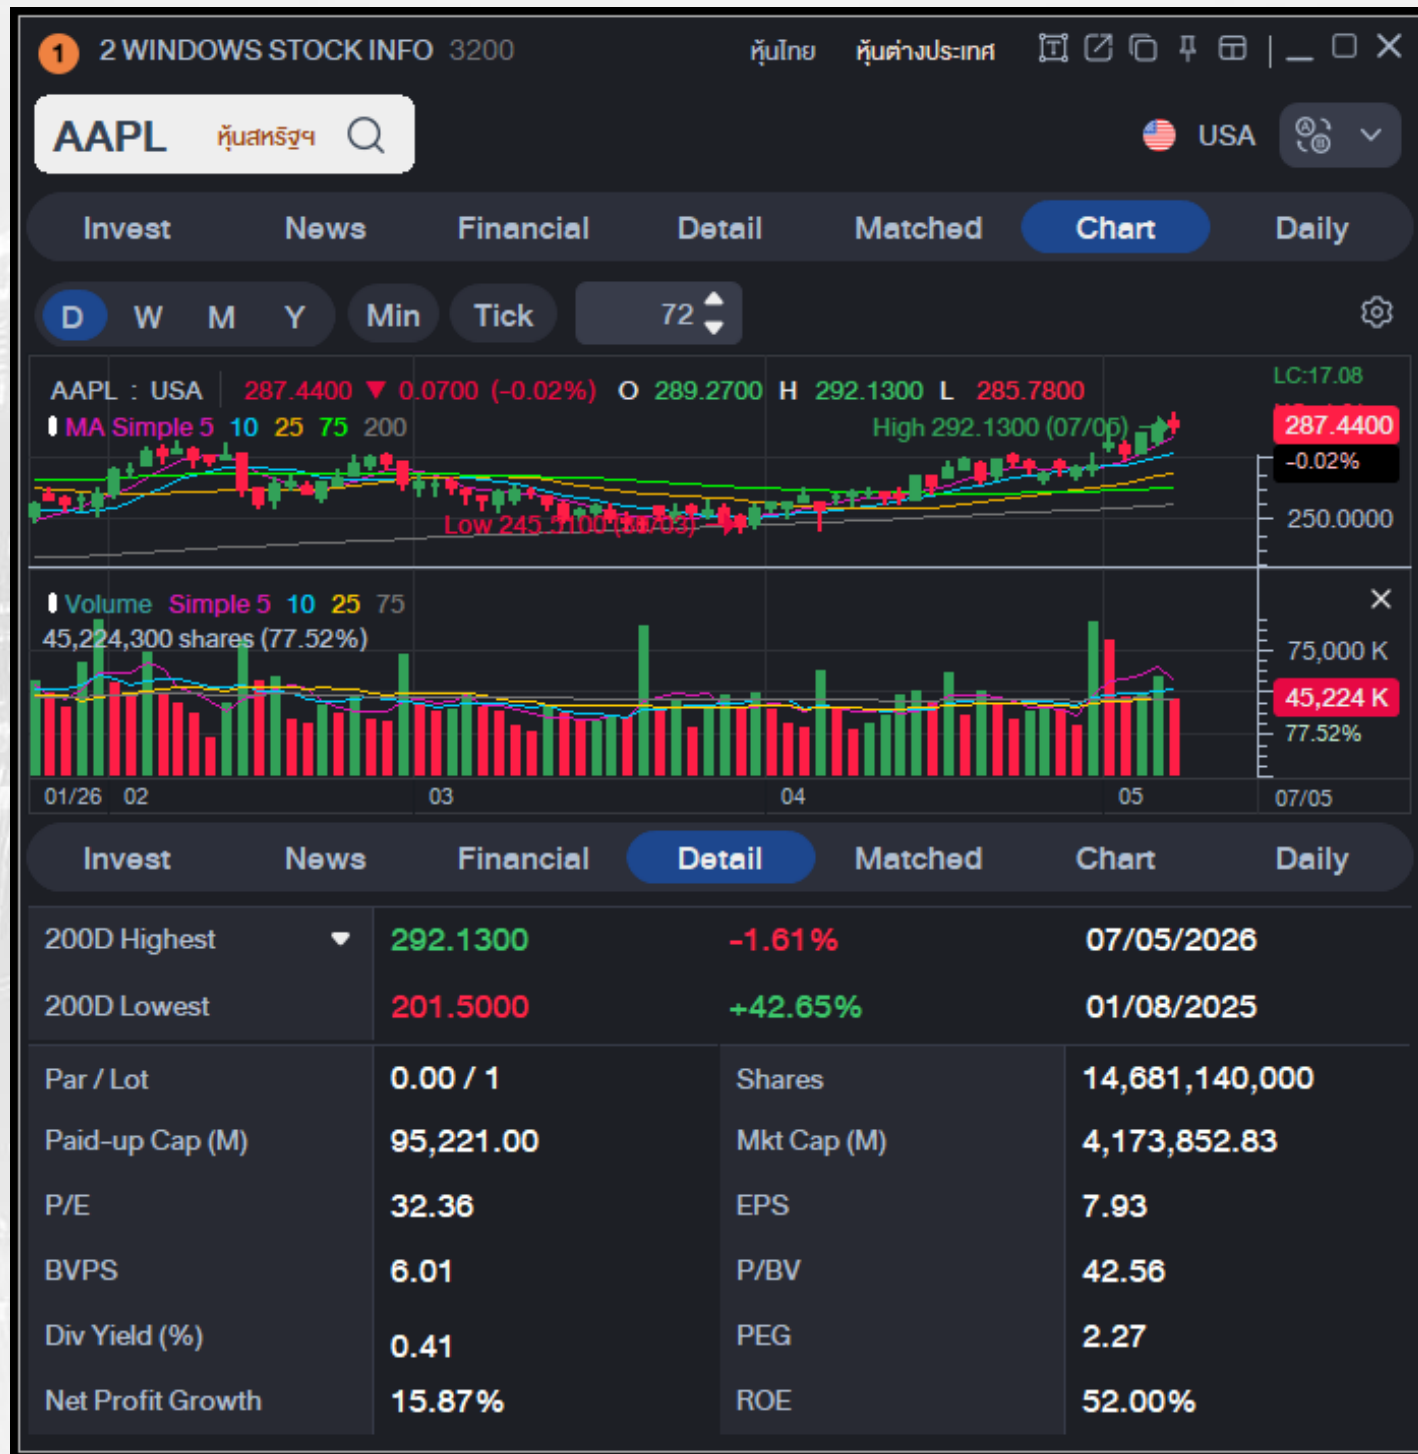 1 2 WINDOWS STOCK INFO 3200 หุ้นไทย หุ้นต่างประเทศ
AAPL หุ้นสหรัฐฯ USA
Invest News Financial Detail Matched Chart Daily
D W M Y Min Tick 72
AAPL : USA 287.4400 ▼ 0.0700 (-0.02%) O 289.2700 H 292.1300 L 285.7800 LC:17.08
MA Simple 5 10 25 75 200 High 292.1300 (07/05) 287.4400
-0.02%
Low 245.5100 250.0000
Volume Simple 5 10 25 75
45,224,300 shares (77.52%) 75,000 K
45,224 K
77.52%
01/26 02 03 04 05 07/05
Invest News Financial Detail Matched Chart Daily
200D Highest 292.1300 -1.61% 07/05/2026
200D Lowest 201.5000 +42.65% 01/08/2025
Par / Lot 0.00 / 1 Shares 14,681,140,000
Paid-up Cap (M) 95,221.00 Mkt Cap (M) 4,173,852.83
P/E 32.36 EPS 7.93
BVPS 6.01 P/BV 42.56
Div Yield (%) 0.41 PEG 2.27
Net Profit Growth 15.87% ROE 52.00%